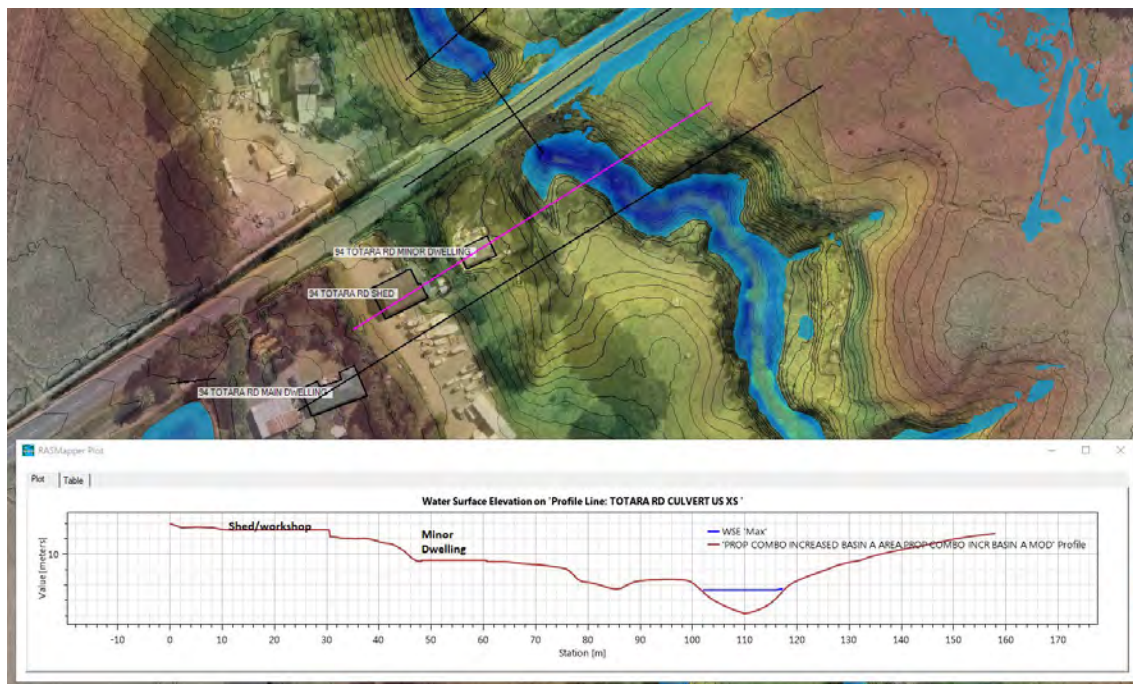 94 TOTARA RD MINOR DWELLING
94 TOTARA RD SHED
94 TOTARA RD MAIN DWELLING
RASMapper Plot
Plot
Table
Water Surface Elevation on 'Profile Line: TOTARA RD CULVERT US XS '
Shed/workshop
Minor
Dwelling
WSE 'Max'
'PROP COMBO INCREASED BASIN A AREA.PROP COMBO INCR BASIN A MOD' Profile
Value [meters]
10
-10 0 10 20 30 40 50 60 70 80 90 100 110 120 130 140 150 160 170
Station [m]